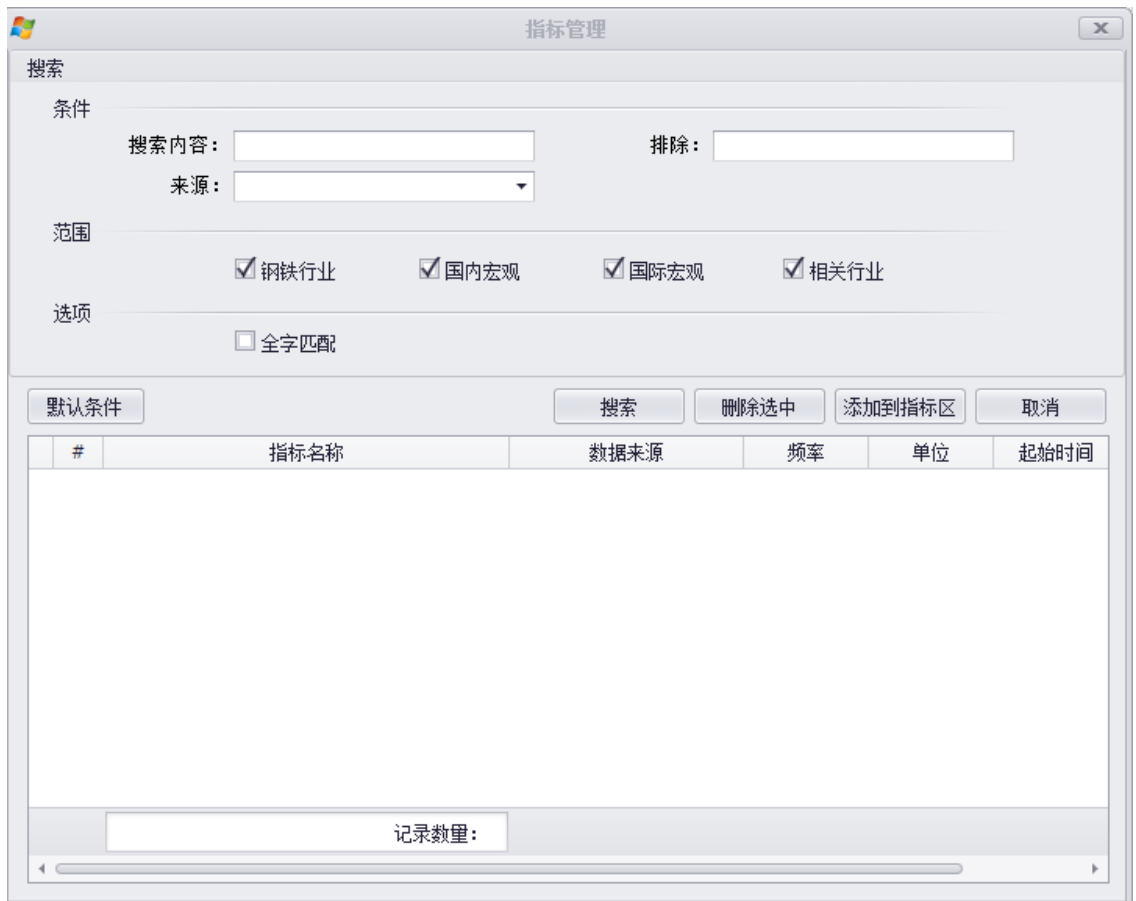 指标管理
搜索
条件
搜索内容： 排除：
来源：
范围
钢铁行业 国内宏观 国际宏观 相关行业
选项
全字匹配
默认条件 搜索 删除选中 添加到指标区 取消
# 指标名称 数据来源 频率 单位 起始时间
记录数量：